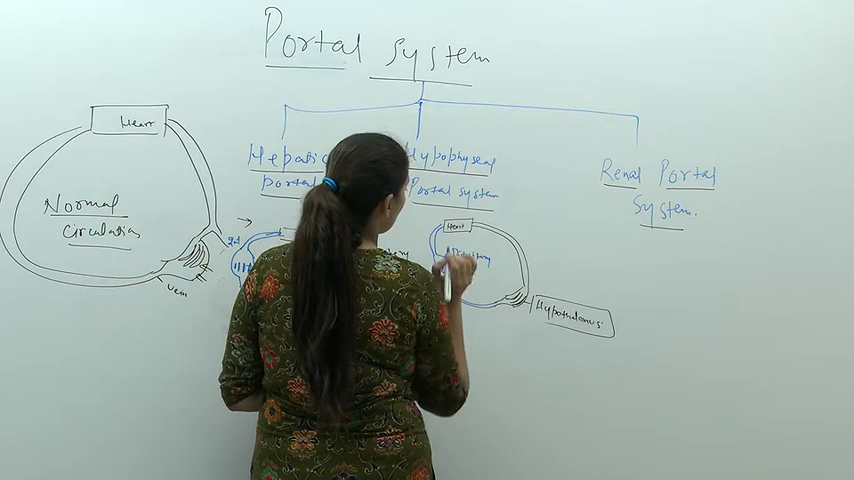 Portal System
Hepatic
portal
Hypophyseal
Portal System
Renal Portal
System.
Heart
Normal
Circulation
Vein
Heart
Hypothalamus